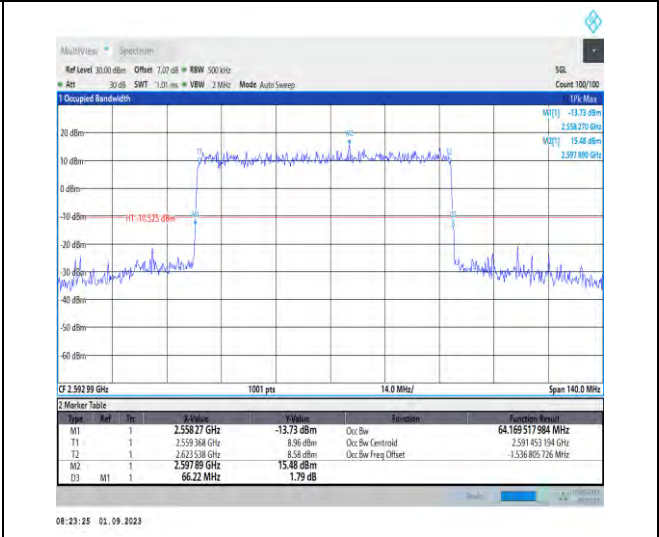 MultiView Spectrum
Ref Level 30.00 dBm Offset 7.07 dB RBW 500 kHz SGL
Att 30 dB SWT 1.01 ms VBW 2 MHz Mode Auto Sweep Count 100/100
1 Occupied Bandwidth 1Pk Max
M1[1] -13.73 dBm
2.558 270 GHz
M2[1] 15.48 dBm
2.597 890 GHz
20 dBm
M2
10 dBm
0 dBm
-10 dBm
H1 -10.525 dBm
M1
-20 dBm
-30 dBm
-40 dBm
-50 dBm
-60 dBm
CF 2.592 99 GHz 1001 pts 14.0 MHz/ Span 140.0 MHz
2 Marker Table
Type Ref Trc X-Value Y-Value Function Function Result
M1 1 2.558 27 GHz -13.73 dBm Occ Bw 64.169 517 984 MHz
T1 1 2.559 368 GHz 8.96 dBm Occ Bw Centroid 2.591 453 194 GHz
T2 1 2.623 538 GHz 8.58 dBm Occ Bw Freq Offset -1.536 805 726 MHz
M2 1 2.597 89 GHz 15.48 dBm
D3 M1 1 66.22 MHz 1.79 dB
08:23:25 01.09.2023